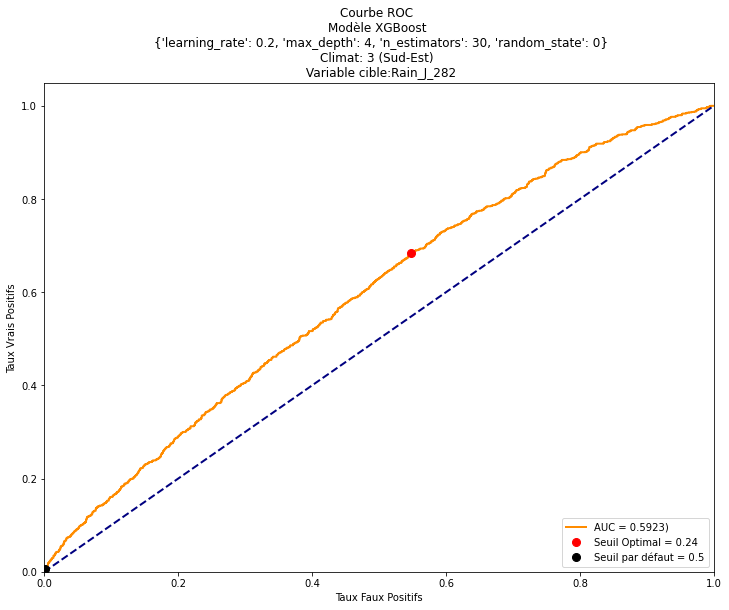 Courbe ROC
Modèle XGBoost
{'learning_rate': 0.2, 'max_depth': 4, 'n_estimators': 30, 'random_state': 0}
Climat: 3 (Sud-Est)
Variable cible:Rain_J_282
Taux Vrais Positifs
1.0
0.8
0.6
0.4
0.2
0.0
0.0 0.2 0.4 0.6 0.8 1.0
Taux Faux Positifs
AUC = 0.5923)
Seuil Optimal = 0.24
Seuil par défaut = 0.5